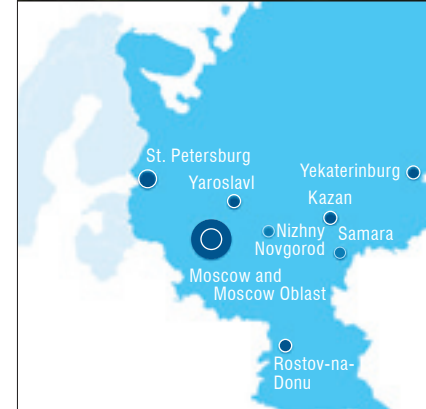 St. Petersburg
Yekaterinburg
Yaroslavl
Kazan
Nizhny
Novgorod
Samara
Moscow and
Moscow Oblast
Rostov-na-
Donu